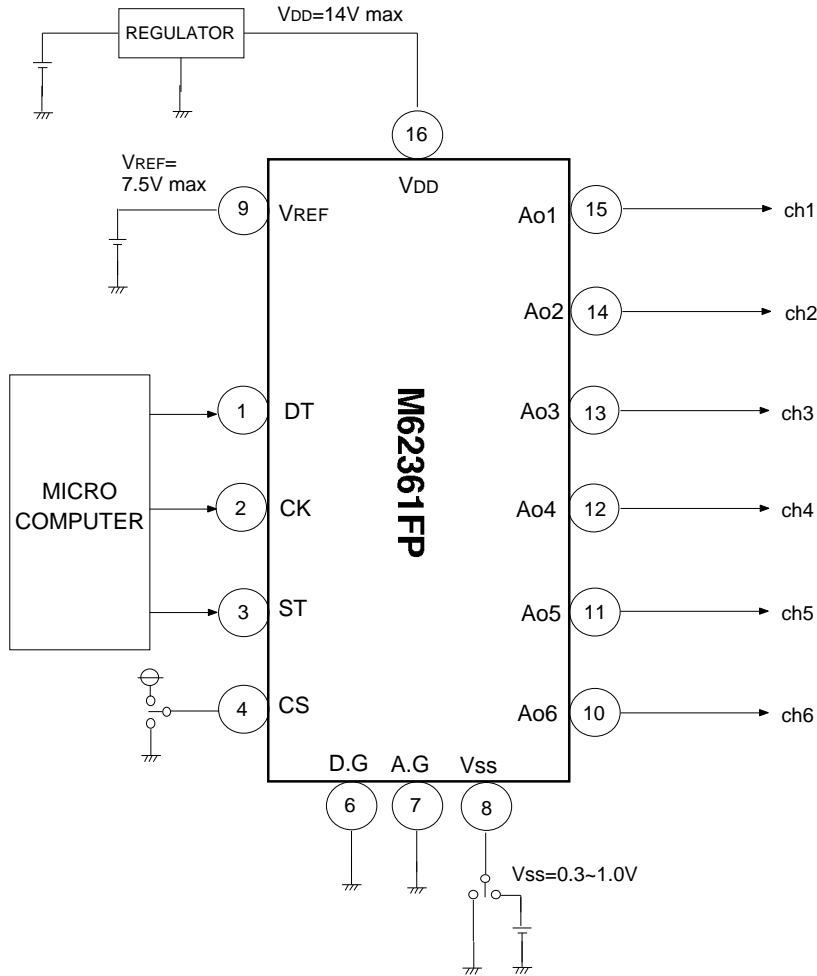 VDD=14V max
REGULATOR
16
VREF=
7.5V max
VDD
9
VREF
Ao1
15
ch1
Ao2
14
ch2
1
DT
Ao3
13
ch3
MICRO
COMPUTER
M62361FP
2
CK
Ao4
12
ch4
3
ST
Ao5
11
ch5
4
CS
Ao6
10
ch6
D.G
A.G
Vss
6
7
8
Vss=0.3~1.0V